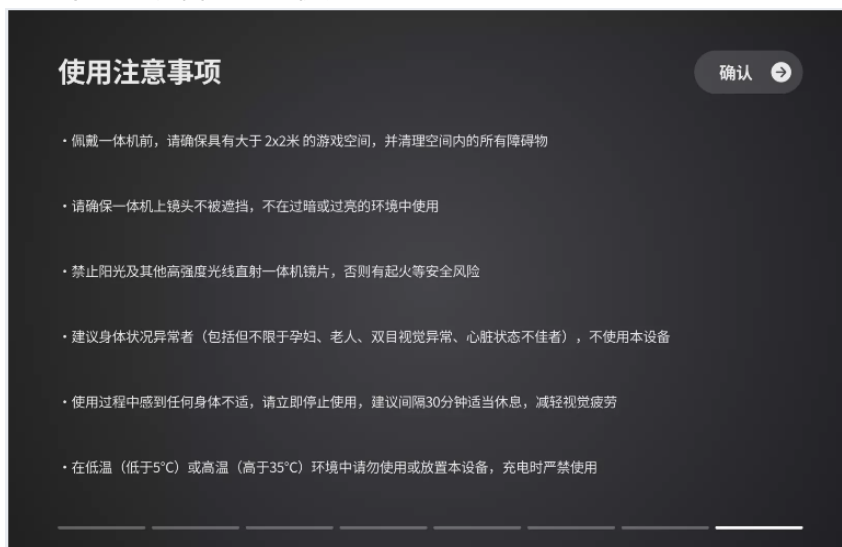 使用注意事项
确认
・佩戴一体机前，请确保具有大于 2x2米 的游戏空间，并清理空间内的所有障碍物
・请确保一体机上镜头不被遮挡，不在过暗或过亮的环境中使用
・禁止阳光及其他高强度光线直射一体机镜片，否则有起火等安全风险
・建议身体状况异常者（包括但不限于孕妇、老人、双目视觉异常、心脏状态不佳者），不使用本设备
・使用过程中感到任何身体不适，请立即停止使用，建议间隔30分钟适当休息，减轻视觉疲劳
・在低温（低于5℃）或高温（高于35℃）环境中请勿使用或放置本设备，充电时严禁使用